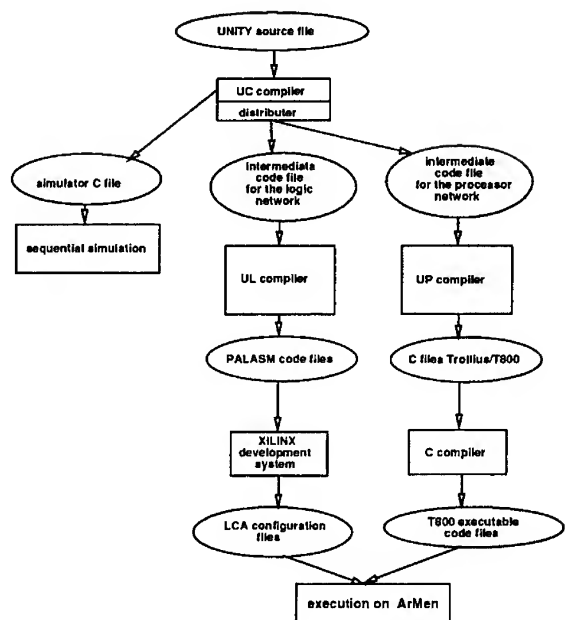 UNITY source file
UC compiler
distributer
simulator C file
intermediata
code file
for the logic
network
intermediate
code file
for the processor
network
sequential simulation
UL compiler
UP compiler
PALASM code files
C files Trollius/T800
XILINX
development
system
C compiler
LCA configuration
files
T800 executable
code files
execution on ArMen